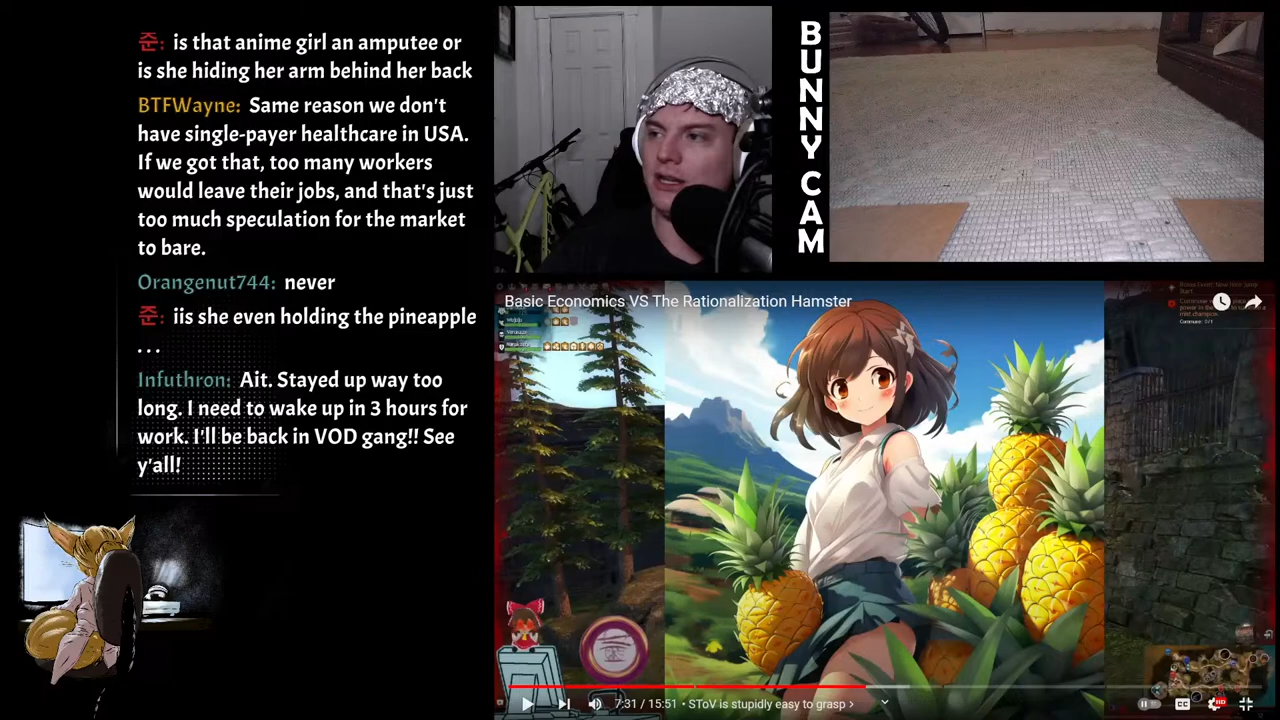 준: is that anime girl an amputee or
is she hiding her arm behind her back
BTFWayne: Same reason we don't
have single-payer healthcare in USA.
If we got that, too many workers
would leave their jobs, and that's just
too much speculation for the market
to bare.
Orangenut744: never
준: iis she even holding the pineapple
...
Infuthron: Ait. Stayed up way too
long. I need to wake up in 3 hours for
work. I'll be back in VOD gang!! See
y'all!
BUNNY CAM
Basic Economics VS The Rationalization Hamster
7:31 / 15:51 • SToV is stupidly easy to grasp >
CC
HD